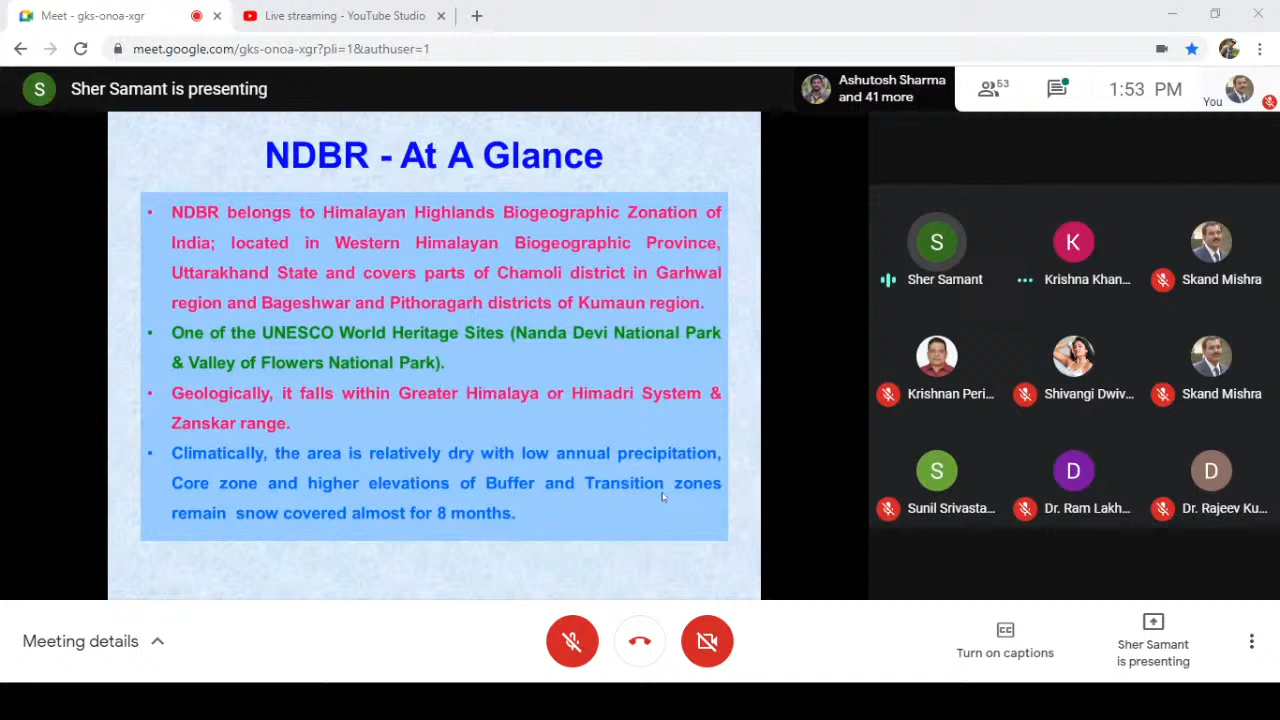 Meet - gks-onoa-xgr
Live streaming - YouTube Studio
meet.google.com/gks-onoa-xgr?pli=1&authuser=1
S
Sher Samant is presenting
Ashutosh Sharma
and 41 more
53
1:53 PM
You
NDBR - At A Glance
• NDBR belongs to Himalayan Highlands Biogeographic Zonation of
India; located in Western Himalayan Biogeographic Province,
Uttarakhand State and covers parts of Chamoli district in Garhwal
region and Bageshwar and Pithoragarh districts of Kumaun region.
• One of the UNESCO World Heritage Sites (Nanda Devi National Park
& Valley of Flowers National Park).
• Geologically, it falls within Greater Himalaya or Himadri System &
Zanskar range.
• Climatically, the area is relatively dry with low annual precipitation,
Core zone and higher elevations of Buffer and Transition zones
remain snow covered almost for 8 months.
S
K
Sher Samant
Krishna Khan...
Skand Mishra
Krishnan Peri...
Shivangi Dwiv...
Skand Mishra
S
D
D
Sunil Srivasta...
Dr. Ram Lakh...
Dr. Rajeev Ku...
Meeting details
CC
Turn on captions
Sher Samant
is presenting